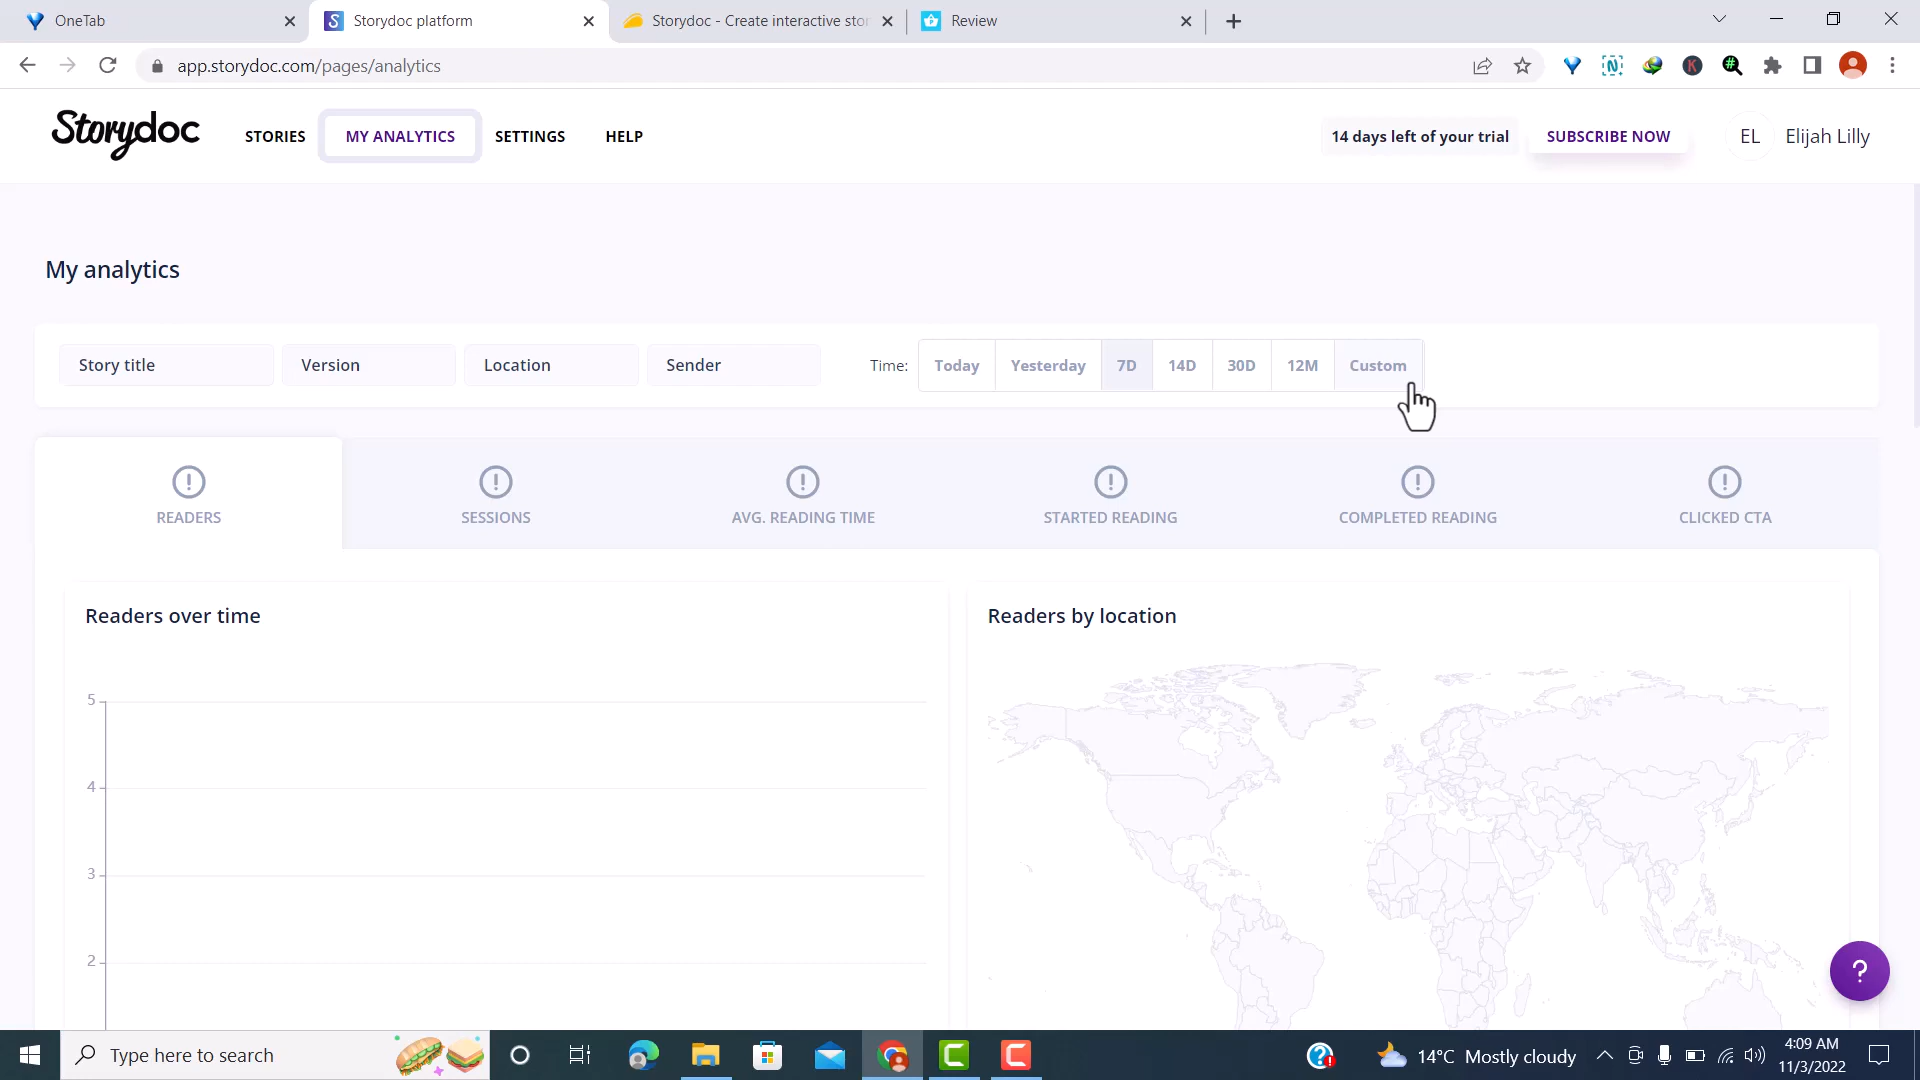 OneTab
Storydoc platform
Storydoc - Create interactive sto
Review
app.storydoc.com/pages/analytics
Storydoc
STORIES
MY ANALYTICS
SETTINGS
HELP
14 days left of your trial
SUBSCRIBE NOW
EL
Elijah Lilly
My analytics
Story title
Version
Location
Sender
Time:
Today
Yesterday
7D
14D
30D
12M
Custom
READERS
SESSIONS
AVG. READING TIME
STARTED READING
COMPLETED READING
CLICKED CTA
Readers over time
Readers by location
5
4
3
2
?
Type here to search
14°C Mostly cloudy
4:09 AM
11/3/2022